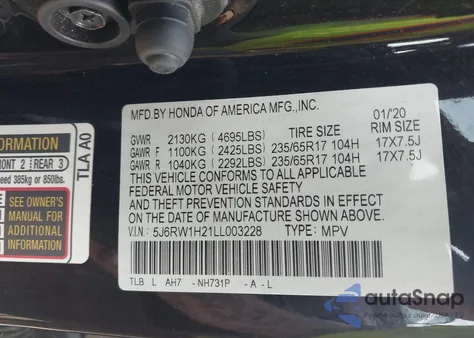 MFD.BY HONDA OF AMERICA MFG.,INC.
01/'20
GVWR 2130KG (4695LBS) TIRE SIZE RIM SIZE
GAWR F 1100KG (2425LBS) 235/65R17 104H 17X7.5J
GAWR R 1040KG (2292LBS) 235/65R17 104H 17X7.5J
THIS VEHICLE CONFORMS TO ALL APPLICABLE
FEDERAL MOTOR VEHICLE SAFETY
AND THEFT PREVENTION STANDARDS IN EFFECT
ON THE DATE OF MANUFACTURE SHOWN ABOVE.
V.I.N: 5J6RW1H21LL003228 TYPE: MPV
TLB L AH7 - NH731P - A - L
TLA A0
ORMATION
ONT 2 REAR 3
eed 385kg or 850lbs.
SEE OWNER'S
MANUAL FOR
ADDITIONAL
INFORMATION
autoSnap